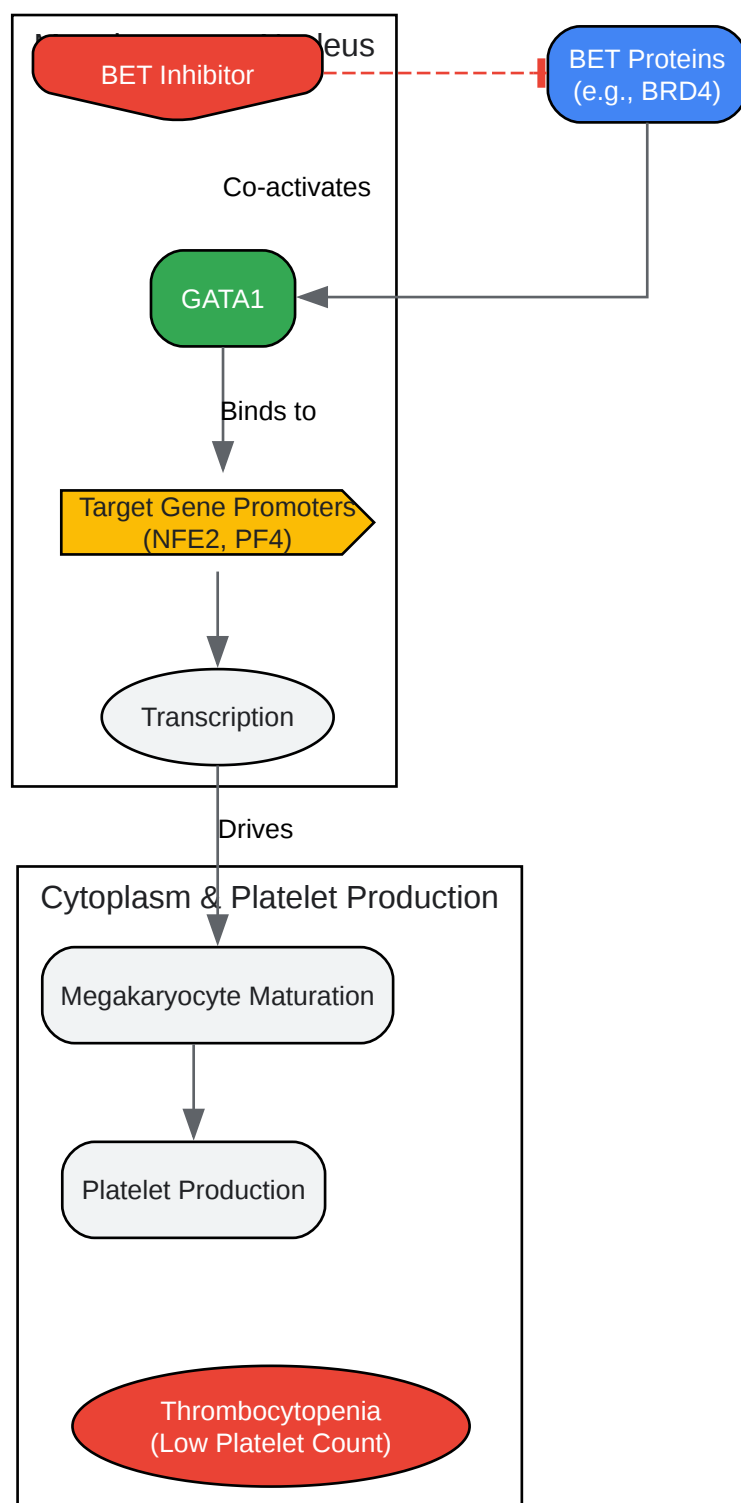 BET Inhibitor
BET Proteins
(e.g., BRD4)
Co-activates
GATA1
Binds to
Target Gene Promoters
(NFE2, PF4)
Transcription
Drives
Cytoplasm & Platelet Production
Megakaryocyte Maturation
Platelet Production
Thrombocytopenia
(Low Platelet Count)